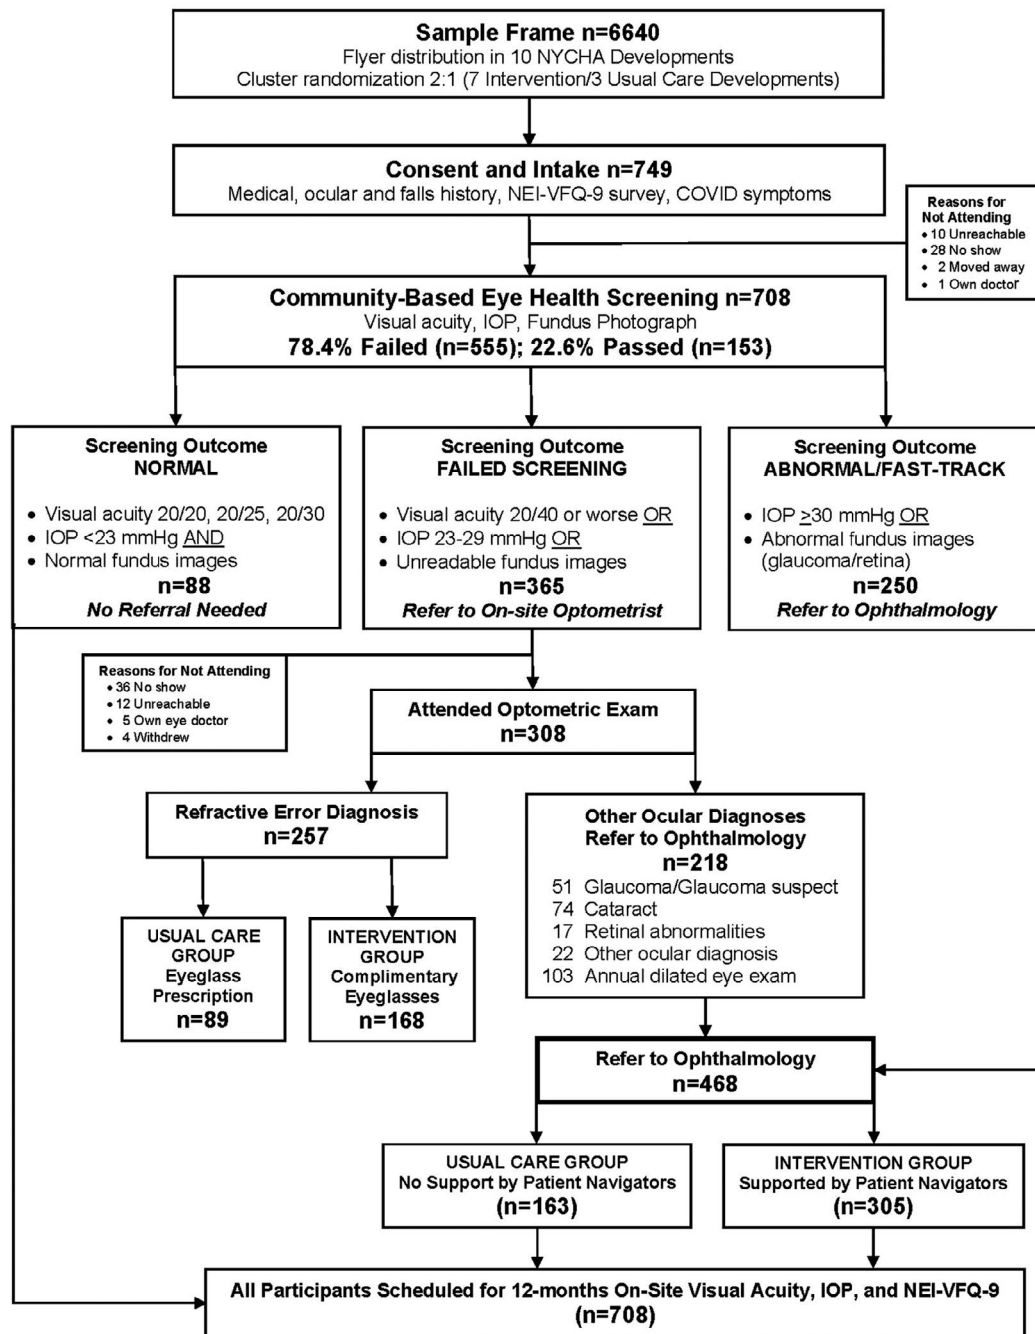 Sample Frame n=6640
Flyer distribution in 10 NYCHA Developments
Cluster randomization 2:1 (7 Intervention/3 Usual Care Developments)
Consent and Intake n=749
Medical, ocular and falls history, NEI-VFQ-9 survey, COVID symptoms
Reasons for
Not Attending
• 10 Unreachable
• 28 No show
• 2 Moved away
• 1 Own doctor
Community-Based Eye Health Screening n=708
Visual acuity, IOP, Fundus Photograph
78.4% Failed (n=555); 22.6% Passed (n=153)
Screening Outcome
NORMAL
• Visual acuity 20/20, 20/25, 20/30
• IOP <23 mmHg AND
• Normal fundus images
n=88
No Referral Needed
Screening Outcome
FAILED SCREENING
• Visual acuity 20/40 or worse OR
• IOP 23-29 mmHg OR
• Unreadable fundus images
n=365
Refer to On-site Optometrist
Screening Outcome
ABNORMAL/FAST-TRACK
• IOP ≥30 mmHg OR
• Abnormal fundus images
(glaucoma/retina)
n=250
Refer to Ophthalmology
Reasons for Not Attending
• 36 No show
• 12 Unreachable
• 5 Own eye doctor
• 4 Withdrew
Attended Optometric Exam
n=308
Refractive Error Diagnosis
n=257
Other Ocular Diagnoses
Refer to Ophthalmology
n=218
51 Glaucoma/Glaucoma suspect
74 Cataract
17 Retinal abnormalities
22 Other ocular diagnosis
103 Annual dilated eye exam
USUAL CARE
GROUP
Eyeglass
Prescription
n=89
INTERVENTION
GROUP
Complimentary
Eyeglasses
n=168
Refer to Ophthalmology
n=468
USUAL CARE GROUP
No Support by Patient Navigators
(n=163)
INTERVENTION GROUP
Supported by Patient Navigators
(n=305)
All Participants Scheduled for 12-months On-Site Visual Acuity, IOP, and NEI-VFQ-9
(n=708)